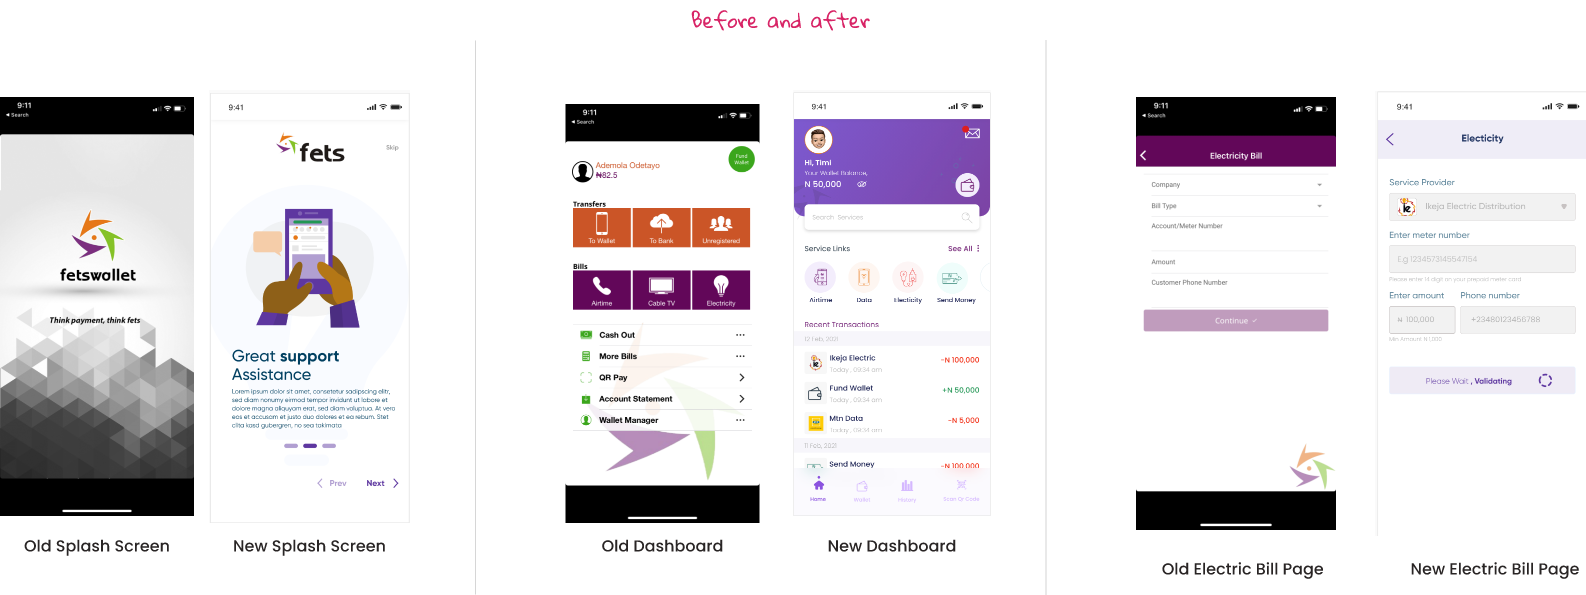 Before and after
9:11
Search
fetswallet
Think payment, think fets
Old Splash Screen
9:41
fets
Skip
Great support
Assistance
Lorem ipsum dolor sit amet, consetetur sadipscing elitr,
sed diam nonumy eirmod tempor invidunt ut labore et
dolore magna aliquyam erat, sed diam voluptua. At vero
eos et accusam et justo duo dolores et ea rebum. Stet
clita kasd gubergren, no sea takimata
Prev Next
New Splash Screen
9:11
Search
Ademola Odetayo
₦82.5
Fund
Wallet
Transfers
To Wallet To Bank Unregistered
Bills
Airtime Cable TV Electricity
Cash Out
More Bills
QR Pay
Account Statement
Wallet Manager
Old Dashboard
9:41
Hi, Timi
Your Wallet Balance,
N 50,000
Search Services
Service Links See All
Airtime Data Electicity Send Money
Recent Transactions
12 Feb, 2021
Ikeja Electric -N 100,000
Today , 09:34 am
Fund Wallet +N 50,000
Today , 09:34 am
Mtn Data -N 5,000
Today , 09:34 am
11 Feb, 2021
Send Money -N 100,000
Home Wallet History Scan Qr Code
New Dashboard
9:11
Search
Electricity Bill
Company
Bill Type
Account/Meter Number
Amount
Customer Phone Number
Continue
Old Electric Bill Page
9:41
Electicity
Service Provider
ie Ikeja Electric Distribution
Enter meter number
E.g 1234573145547154
Please enter 14 digit on your prepaid meter card
Enter amount Phone number
₦ 100,000 +23480123456788
Min Amount ₦ 1,000
Please Wait , Validating
New Electric Bill Page